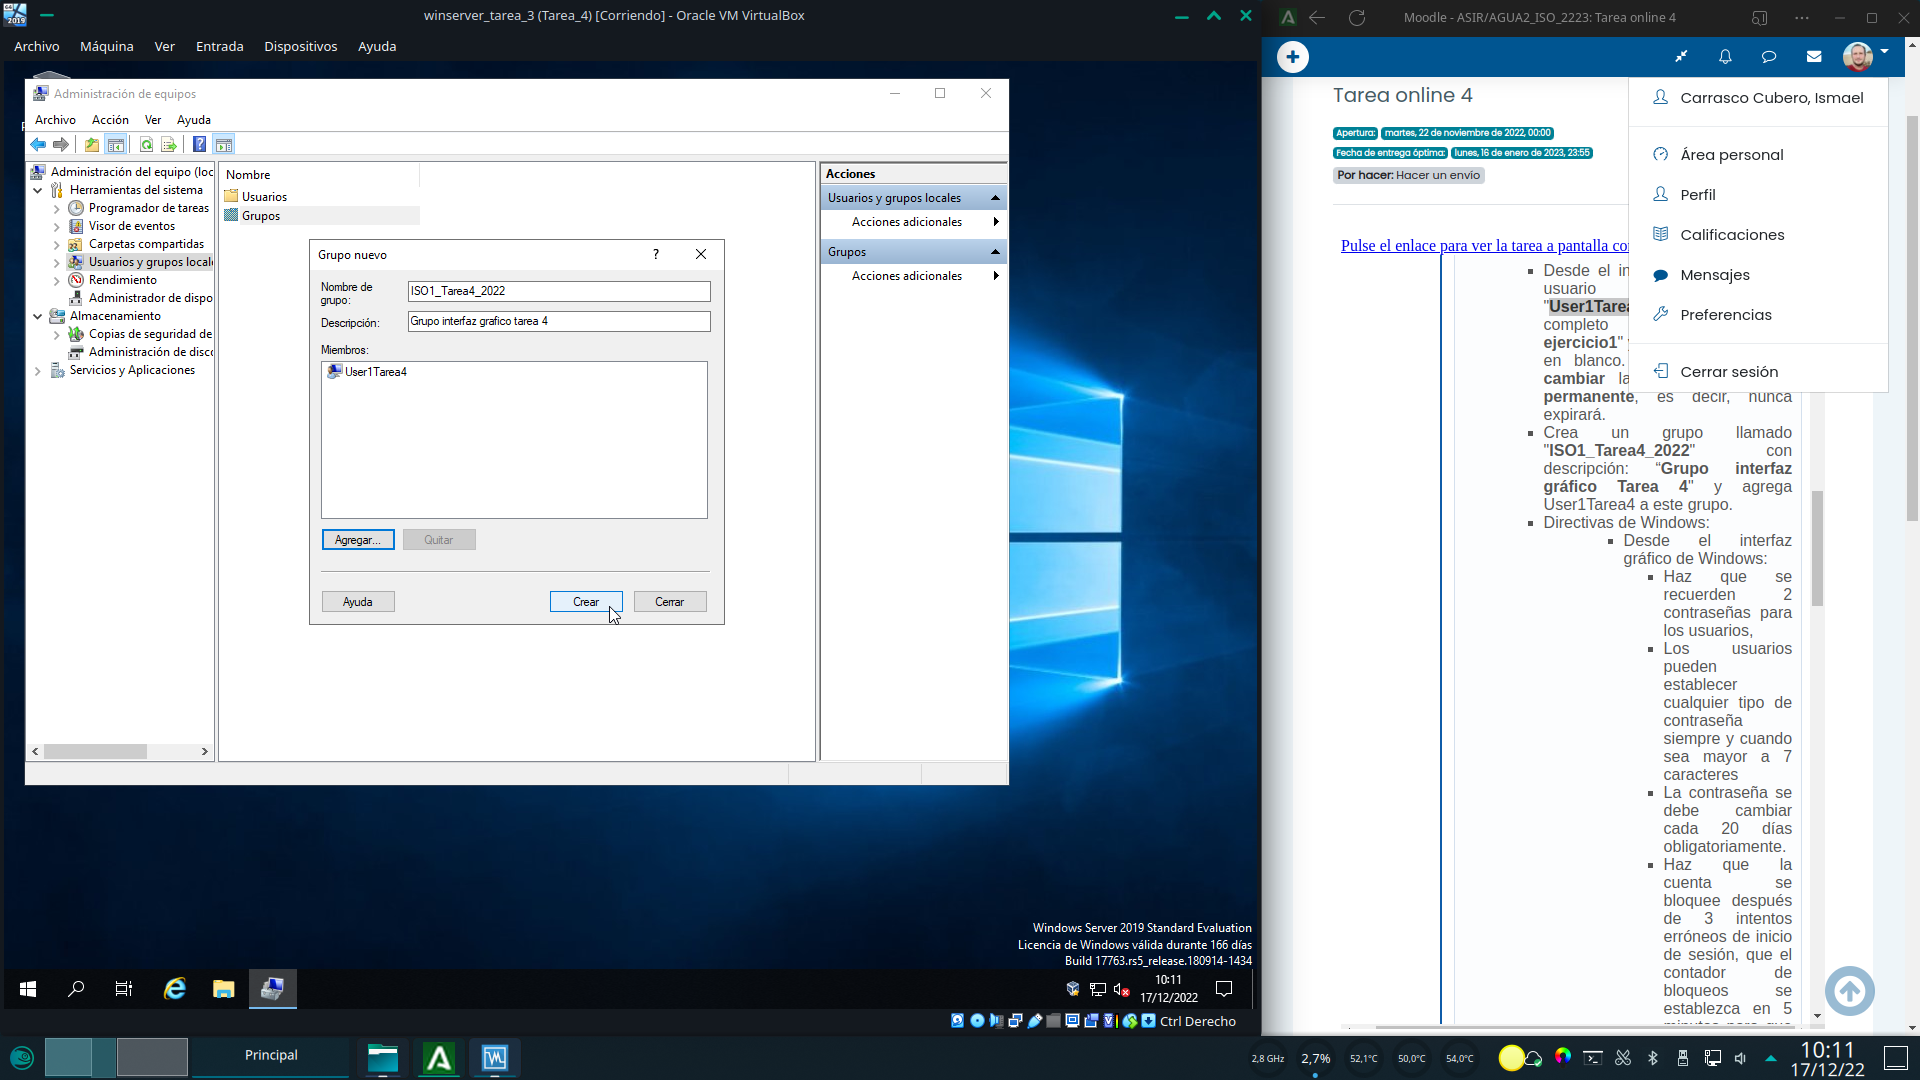 winserver_tarea_3 (Tarea_4) [Corriendo] - Oracle VM VirtualBox
Archivo Máquina Ver Entrada Dispositivos Ayuda
Administración de equipos
Archivo Acción Ver Ayuda
Administración del equipo (loc
Herramientas del sistema
Programador de tareas
Visor de eventos
Carpetas compartidas
Usuarios y grupos local
Rendimiento
Administrador de dispo
Almacenamiento
Copias de seguridad de
Administración de disc
Servicios y Aplicaciones
Nombre
Usuarios
Grupos
Acciones
Usuarios y grupos locales
Acciones adicionales
Grupos
Acciones adicionales
Grupo nuevo
?
Nombre de grupo:
ISO1_Tarea4_2022
Descripción:
Grupo interfaz grafico tarea 4
Miembros:
User1Tarea4
Agregar...
Quitar
Ayuda
Crear
Cerrar
Windows Server 2019 Standard Evaluation
Licencia de Windows válida durante 166 días
Build 17763.rs5_release.180914-1434
10:11
17/12/2022
Ctrl Derecho
Moodle - ASIR/AGUA2_ISO_2223: Tarea online 4
Tarea online 4
Apertura: martes, 22 de noviembre de 2022, 00:00
Fecha de entrega óptima: lunes, 16 de enero de 2023, 23:55
Por hacer: Hacer un envío
Carrasco Cubero, Ismael
Área personal
Perfil
Calificaciones
Mensajes
Preferencias
Cerrar sesión
Pulse el enlace para ver la tarea a pantalla co
Desde el in
usuario
"User1Tarea
completo
ejercicio1"
en blanco.
cambiar la
permanente, es decir, nunca
expirará.
Crea un grupo llamado
"ISO1_Tarea4_2022" con
descripción: “Grupo interfaz
gráfico Tarea 4" y agrega
User1Tarea4 a este grupo.
Directivas de Windows:
Desde el interfaz
gráfico de Windows:
Haz que se
recuerden 2
contraseñas para
los usuarios,
Los usuarios
pueden
establecer
cualquier tipo de
contraseña
siempre y cuando
sea mayor a 7
caracteres
La contraseña se
debe cambiar
cada 20 días
obligatoriamente.
Haz que la
cuenta se
bloquee después
de 3 intentos
erróneos de inicio
de sesión, que el
contador de
bloqueos se
establezca en 5
Principal
2,8 GHz
2,7%
52,1°C
50,0°C
54,0°C
10:11
17/12/22